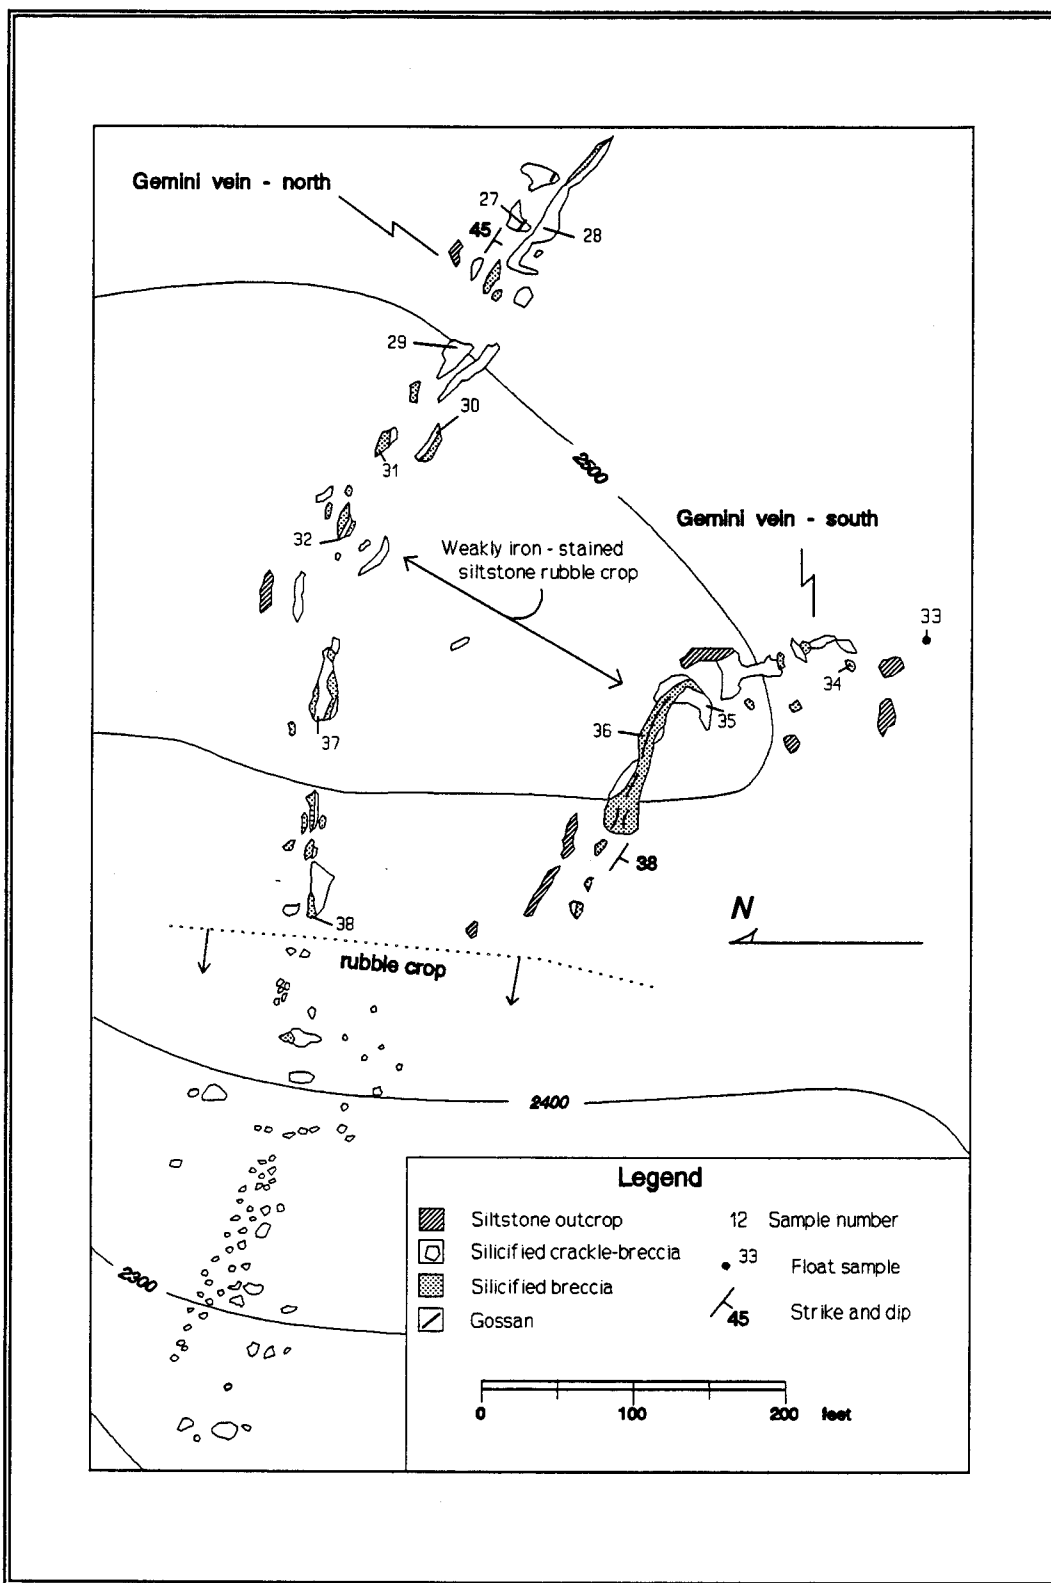 Gemini vein - north
27
45
28
29
30
31
2500
32
Weakly iron - stained
siltstone rubble crop
Gemini vein - south
33
34
35
36
37
38
38
N
rubble crop
2400
2300
Legend
Siltstone outcrop
Silicified crackle-breccia
Silicified breccia
Gossan
12 Sample number
33 Float sample
45 Strike and dip
0 100 200 feet